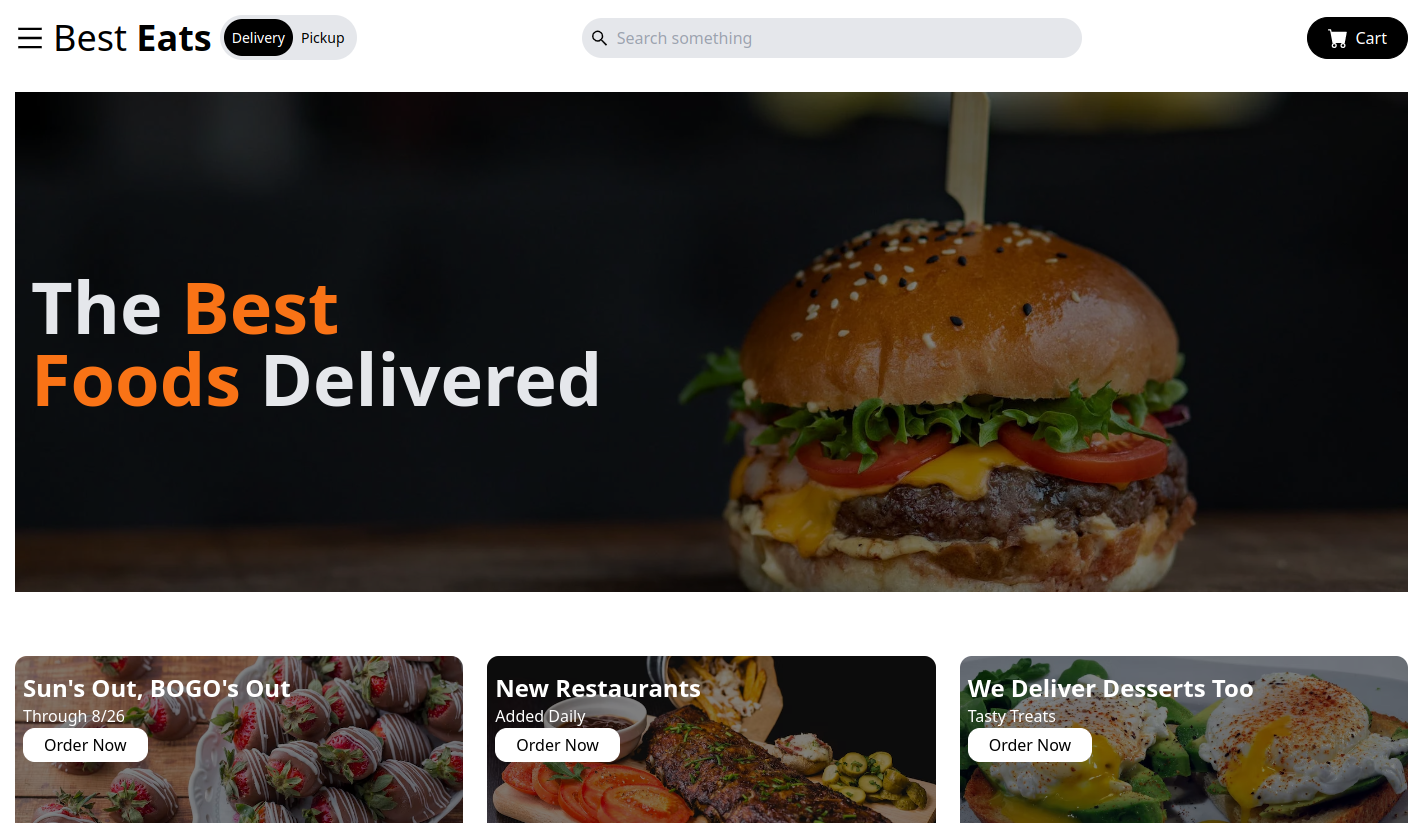 Best Eats
Delivery Pickup
Search something
Cart
The Best
Foods Delivered
Sun's Out, BOGO's Out
Through 8/26
Order Now
New Restaurants
Added Daily
Order Now
We Deliver Desserts Too
Tasty Treats
Order Now